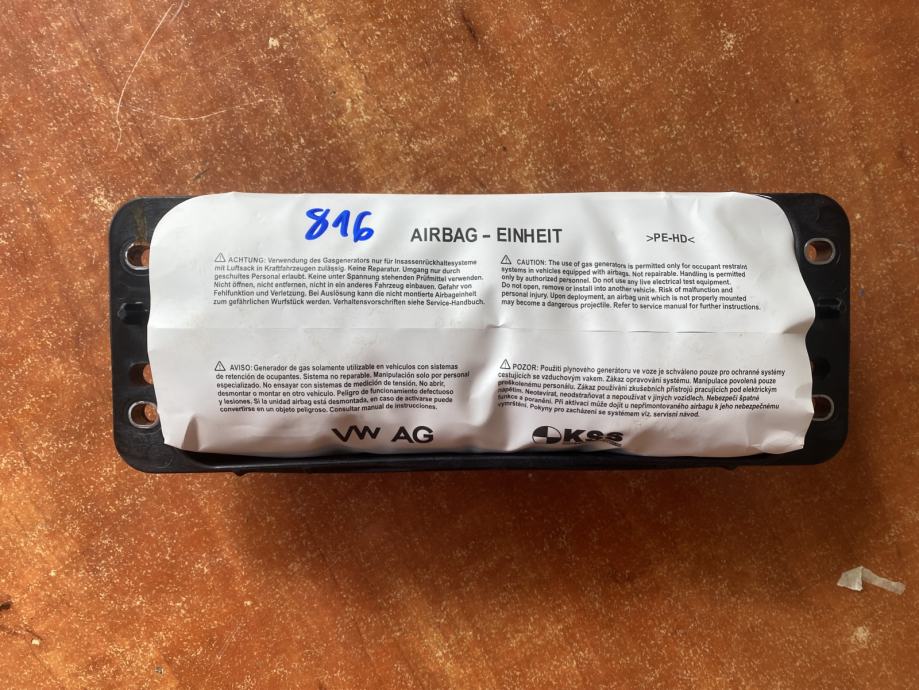 816
AIRBAG – EINHEIT
>PE-HD<
ACHTUNG: Verwendung des Gasgenerators nur für Insassenrückhaltesysteme
mit Luftsack in Kraftfahrzeugen zulässig. Keine Reparatur. Umgang nur durch
geschultes Personal erlaubt. Keine unter Spannung stehenden Prüfmittel verwenden.
Nicht öffnen, nicht entfernen, nicht in ein anderes Fahrzeug einbauen. Gefahr von
Fehlfunktion und Verletzung. Bei Auslösung kann die nicht montierte Airbageinheit
zum gefährlichen Wurfstück werden. Verhaltensvorschriften siehe Service-Handbuch.
CAUTION: The use of gas generators is permitted only for occupant restraint
systems in vehicles equipped with airbags. Not repairable. Handling is permitted
only by authorized personnel. Do not use any live electrical test equipment.
Do not open, remove or install into another vehicle. Risk of malfunction and
personal injury. Upon deployment, an airbag unit which is not properly mounted
may become a dangerous projectile. Refer to service manual for further instructions.
AVISO: Generador de gas solamente utilizable en vehículos con sistemas
de retención de ocupantes. Sistema no reparable. Manipulación solo por personal
especializado. No ensayar con sistemas de medición de tensión. No abrir,
desmontar o montar en otro vehículo. Peligro de funcionamiento defectuoso
y lesiones. Si la unidad airbag está desmontada, en caso de activarse puede
convertirse en un objeto peligroso. Consultar manual de instrucciones.
POZOR: Použití plynového generátoru ve voze je schváleno pouze pro ochranné systémy
cestujících se vzduchovým vakem. Zákaz opravování systému. Manipulace povolená pouze
proškolenému personálu. Zákaz používání zkušebních přístrojů pracujících pod elektrickým
napětím. Neotevírat, neodstraňovat a nepoužívat v jiných vozidlech. Nebezpečí špatné
funkce a poranění. Při aktivaci může dojít u nepřimontovaného airbagu k jeho nebezpečnému
vymrštění. Pokyny pro zacházení se systémem viz. servisní návod.
VW AG
KSS